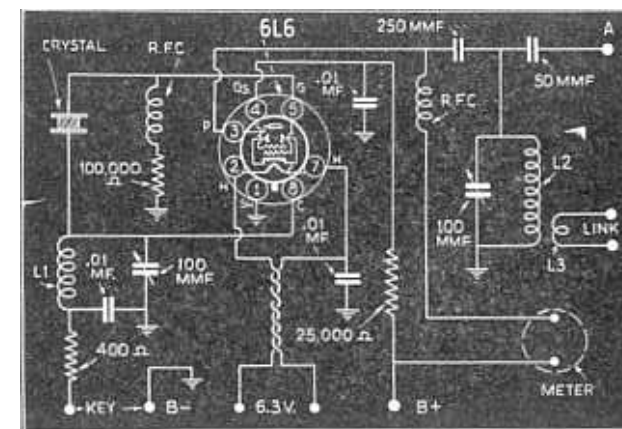 6L6
250 MMF
A
CRYSTAL
R.F.C
GS
G
.01
MF
50 MMF
R.F.C
P
4
5
3
100,000
Ω
2
7
H
H
1
8
S
C
L2
100
MMF
LINK
L3
.01
MF
L1
.01
MF
100
MMF
25,000 Ω
400 Ω
METER
KEY
B-
6.3 V.
B+